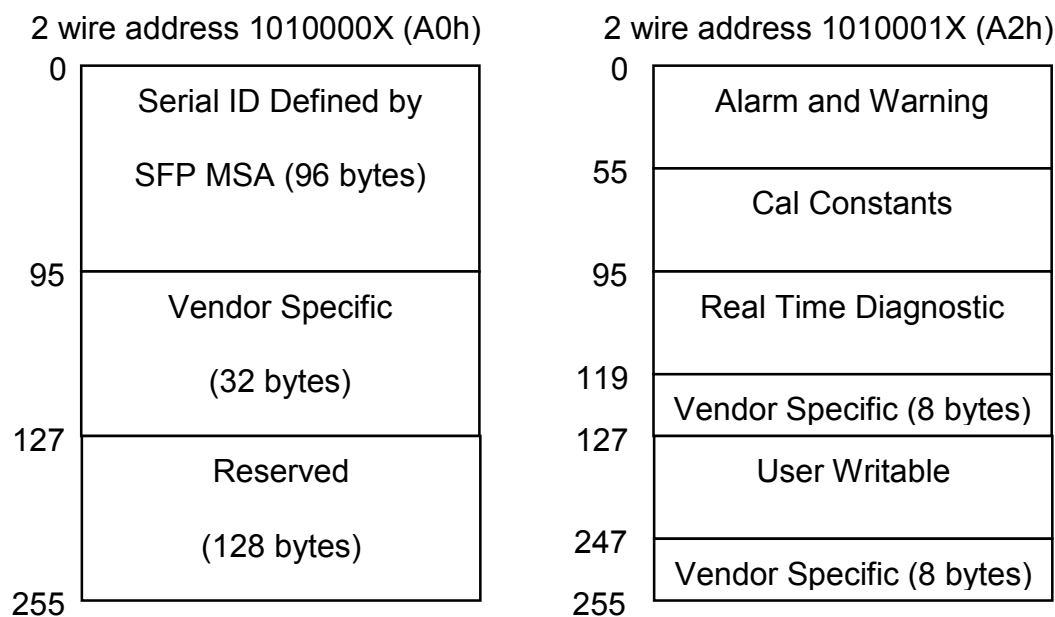 2 wire address 1010000X (A0h)
0
Serial ID Defined by
SFP MSA (96 bytes)
95
Vendor Specific
(32 bytes)
127
Reserved
(128 bytes)
255
2 wire address 1010001X (A2h)
0
Alarm and Warning
55
Cal Constants
95
Real Time Diagnostic
119
Vendor Specific (8 bytes)
127
User Writable
247
Vendor Specific (8 bytes)
255